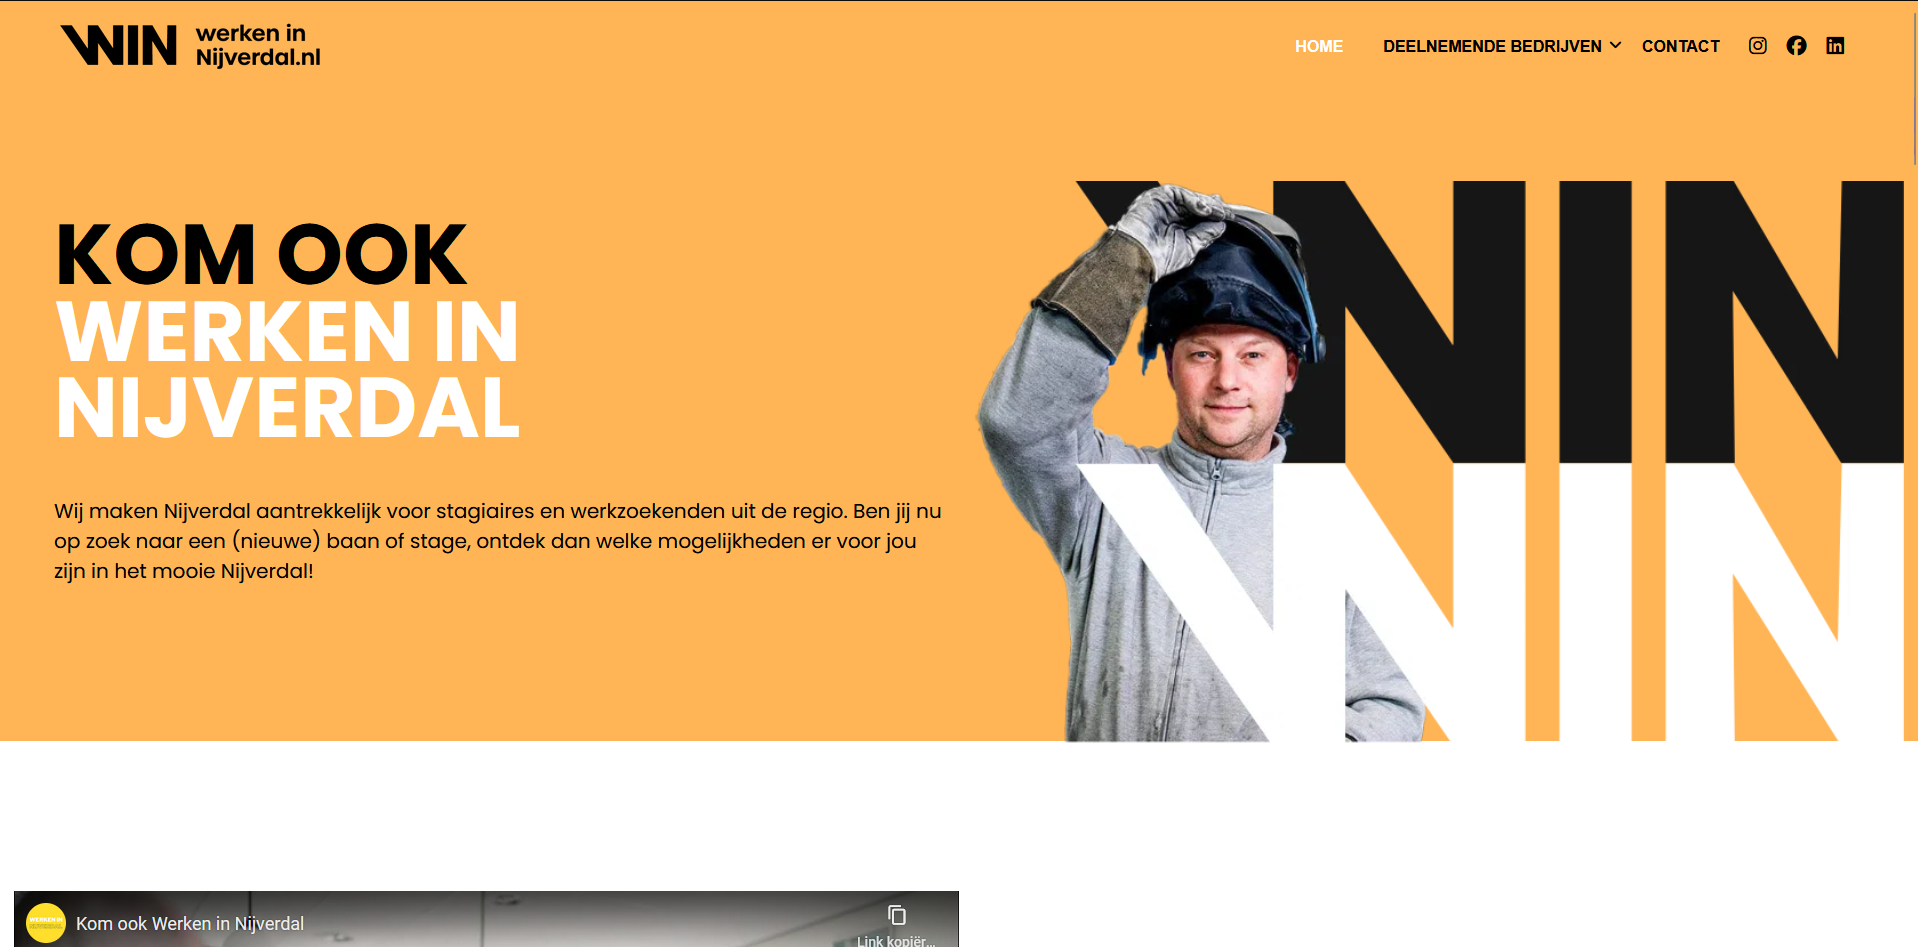 WIN
werken in
Nijverdal.nl
HOME
DEELNEMENDE BEDRIJVEN
CONTACT
KOM OOK
WERKEN IN
NIJVERDAL
Wij maken Nijverdal aantrekkelijk voor stagiaires en werkzoekenden uit de regio. Ben jij nu
op zoek naar een (nieuwe) baan of stage, ontdek dan welke mogelijkheden er voor jou
zijn in het mooie Nijverdal!
WIN
WIN
WERKEN IN
NIJVERDAL
Kom ook Werken in Nijverdal
Link kopiër...